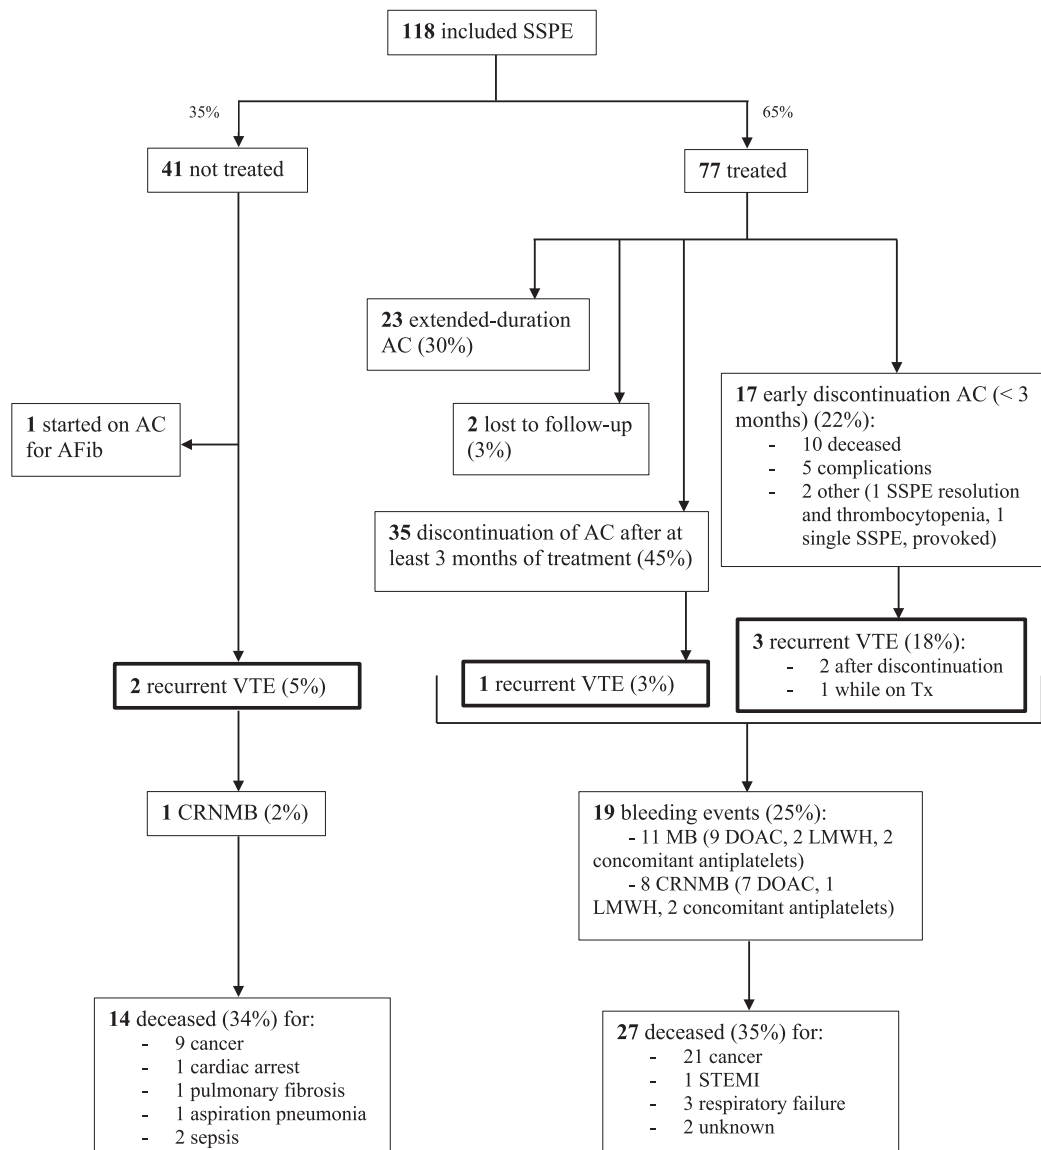 118 included SSPE
35%
65%
41 not treated
77 treated
23 extended-duration
AC (30%)
17 early discontinuation AC (< 3
months) (22%):
- 10 deceased
- 5 complications
- 2 other (1 SSPE resolution
and thrombocytopenia, 1
single SSPE, provoked)
1 started on AC
for AFib
2 lost to follow-up
(3%)
35 discontinuation of AC after at
least 3 months of treatment (45%)
3 recurrent VTE (18%):
- 2 after discontinuation
- 1 while on Tx
2 recurrent VTE (5%)
1 recurrent VTE (3%)
1 CRNMB (2%)
19 bleeding events (25%):
- 11 MB (9 DOAC, 2 LMWH, 2
concomitant antiplatelets)
- 8 CRNMB (7 DOAC, 1
LMWH, 2 concomitant antiplatelets)
14 deceased (34%) for:
- 9 cancer
- 1 cardiac arrest
- 1 pulmonary fibrosis
- 1 aspiration pneumonia
- 2 sepsis
27 deceased (35%) for:
- 21 cancer
- 1 STEMI
- 3 respiratory failure
- 2 unknown